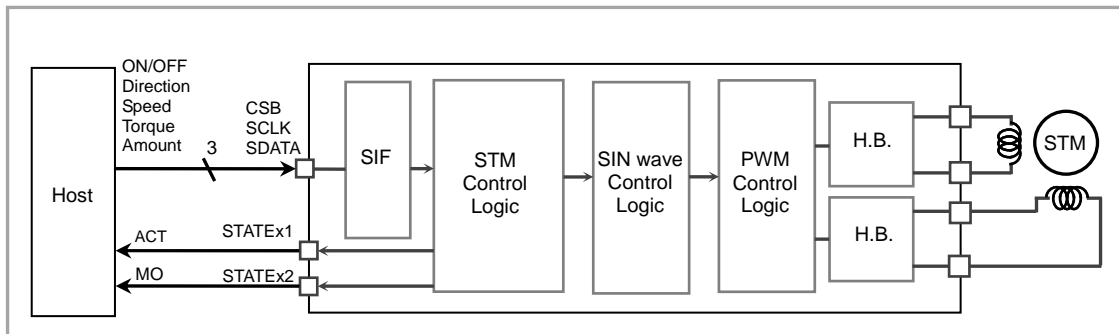 ON/OFF
Direction
Speed
Torque
Amount
3
CSB
SCLK
SDATA
Host
ACT
STATEx1
MO
STATEx2
SIF
STM
Control
Logic
SIN wave
Control
Logic
PWM
Control
Logic
H.B.
H.B.
STM